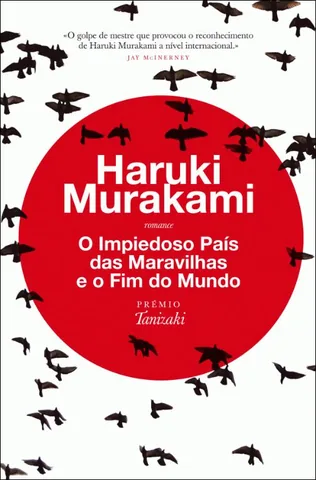 «O golpe de mestre que provocou o reconhecimento
de Haruki Murakami a nível internacional.»
JAY McINERNEY
Haruki
Murakami
romance
O Impiedoso País
das Maravilhas
e o Fim do Mundo
PRÉMIO
Tanizaki